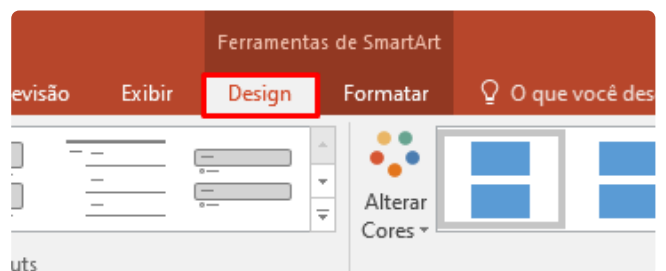 Ferramentas de SmartArt
evisão Exibir Design Formatar O que você des
Alterar
Cores
uts